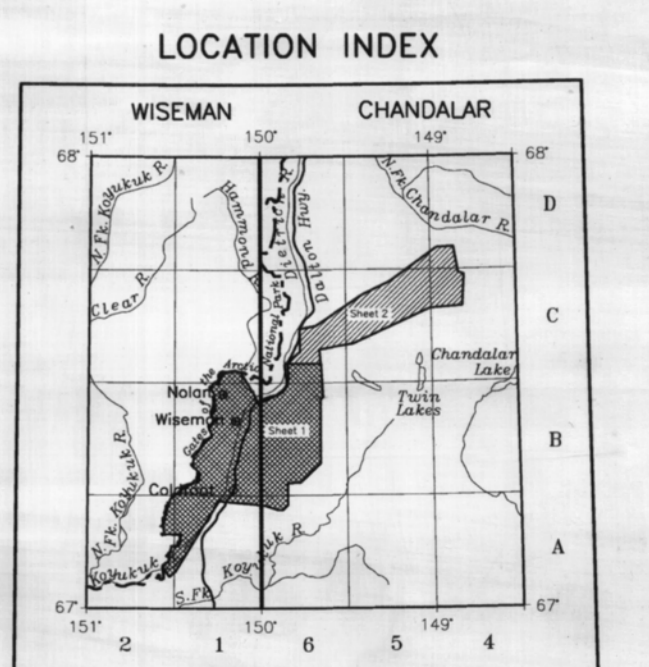 LOCATION INDEX
WISEMAN
CHANDALAR
151°
150°
149°
68°
68°
N. Fk. Koyukuk R.
Hammond R.
Dietrich R.
Dalton Hwy.
N. Fk. Chandalar R.
D
Clear R.
National Park
Sheet 2
C
Gates of the Arctic
Chandalar
Lake
Nolan
Twin
Lakes
Wiseman
Sheet 1
B
Coldfoot
N. Fk. Koyukuk R.
Koyukuk
S. Fk. Koyukuk R.
A
67°
67°
151°
150°
149°
2
1
6
5
4